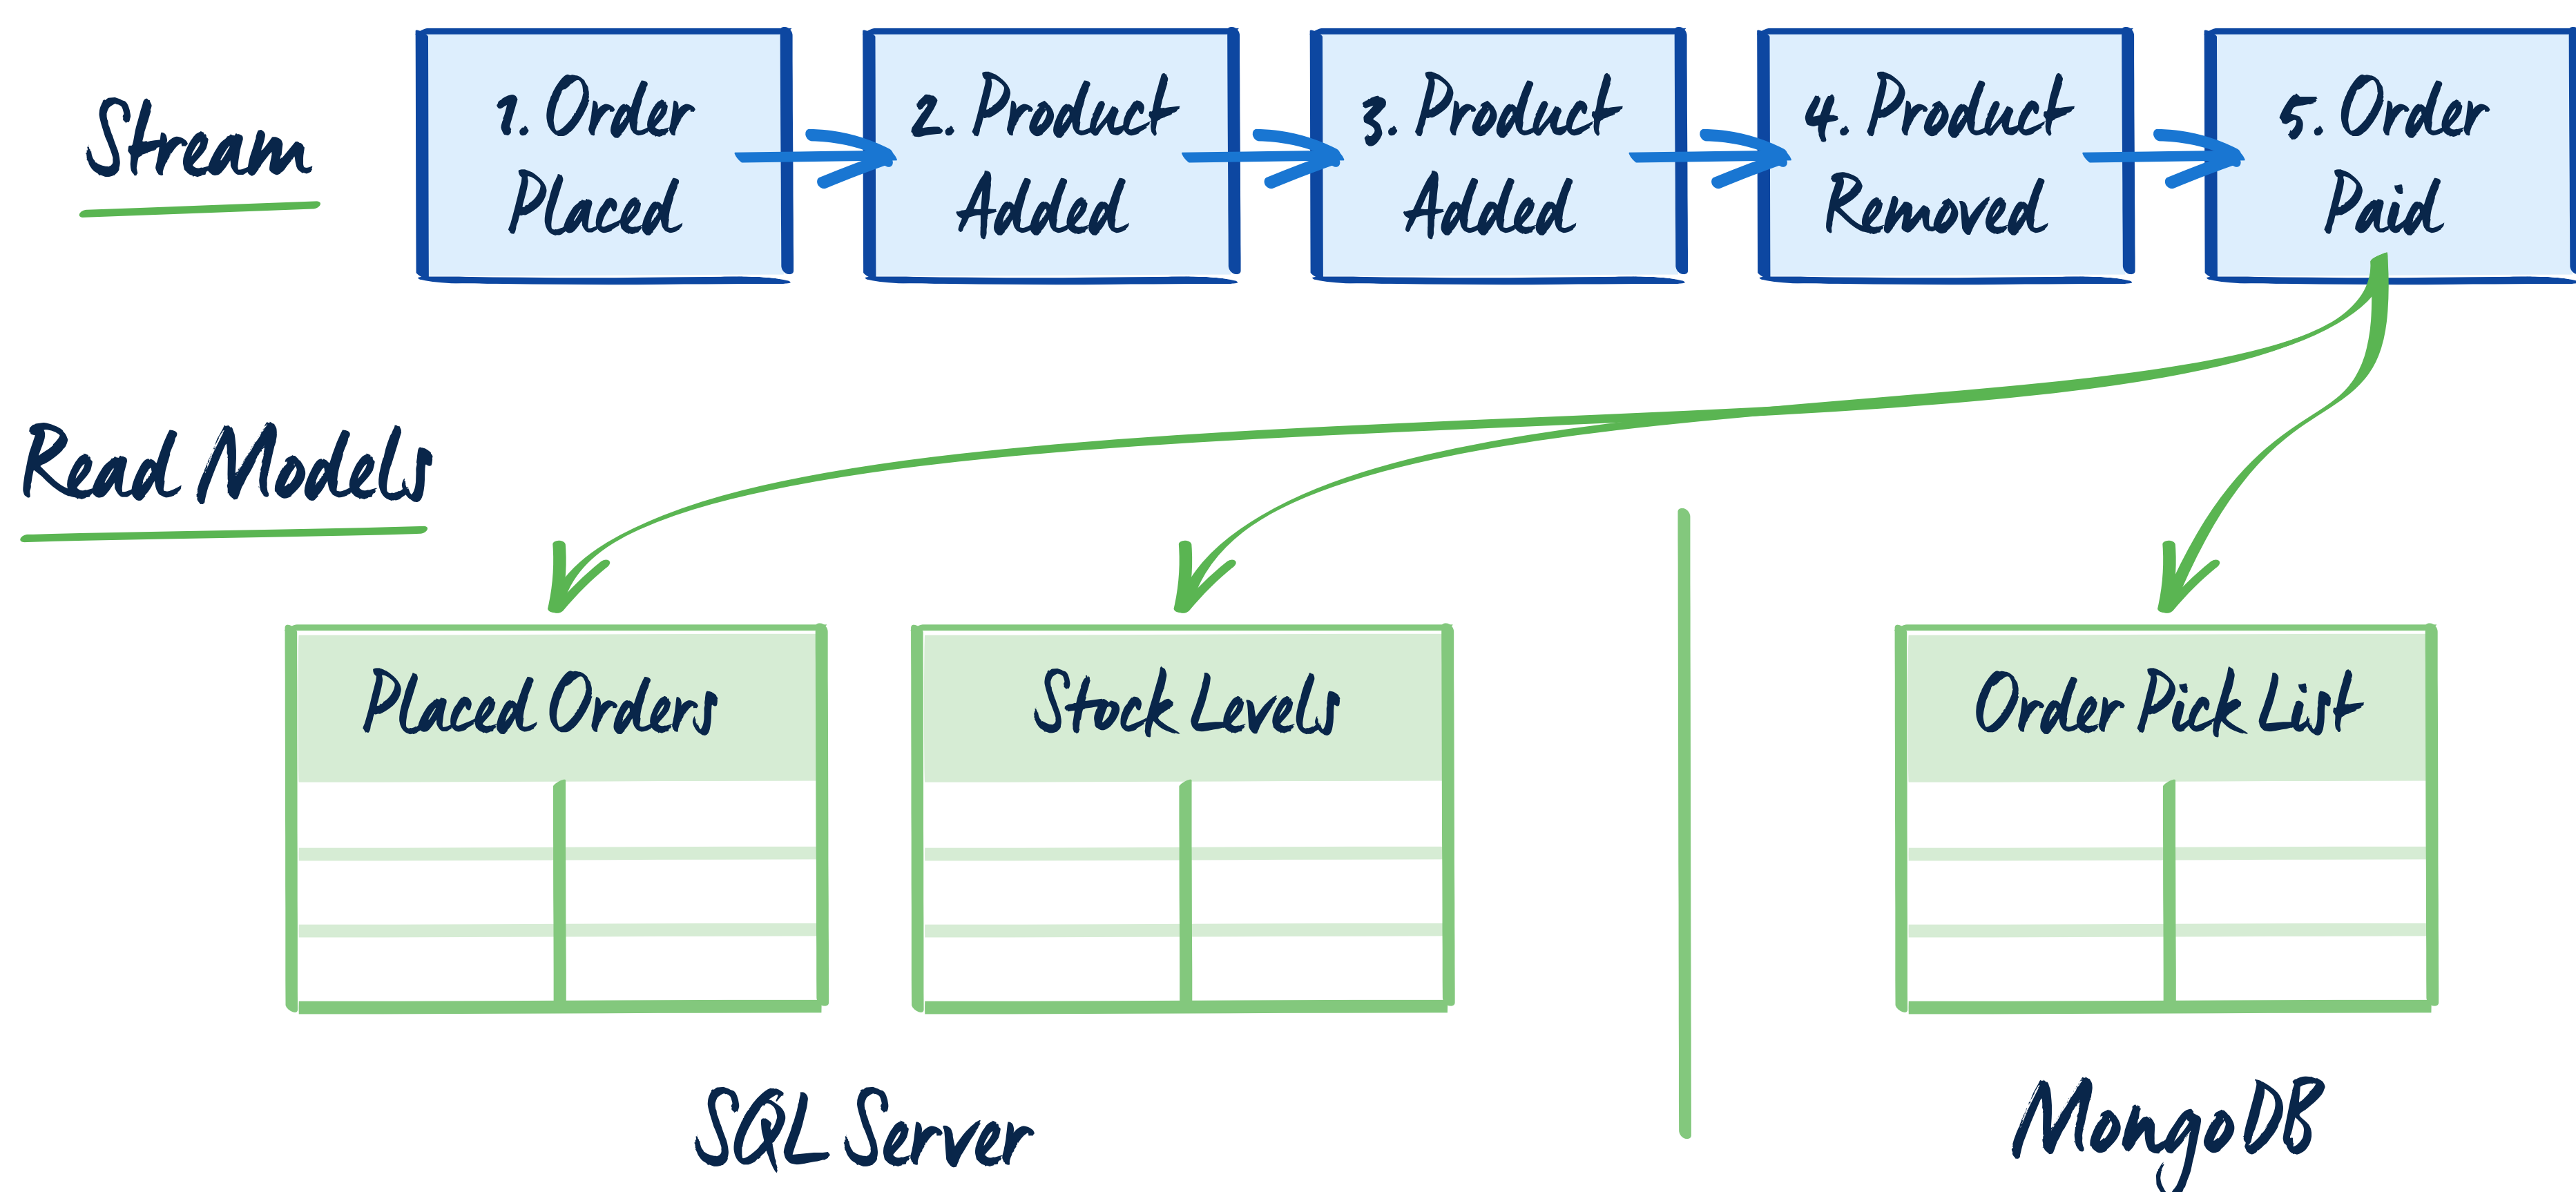 Stream
1. Order
Placed
2. Product
Added
3. Product
Added
4. Product
Removed
5. Order
Paid
Read Models
Placed Orders
Stock Levels
Order Pick List
SQL Server
MongoDB